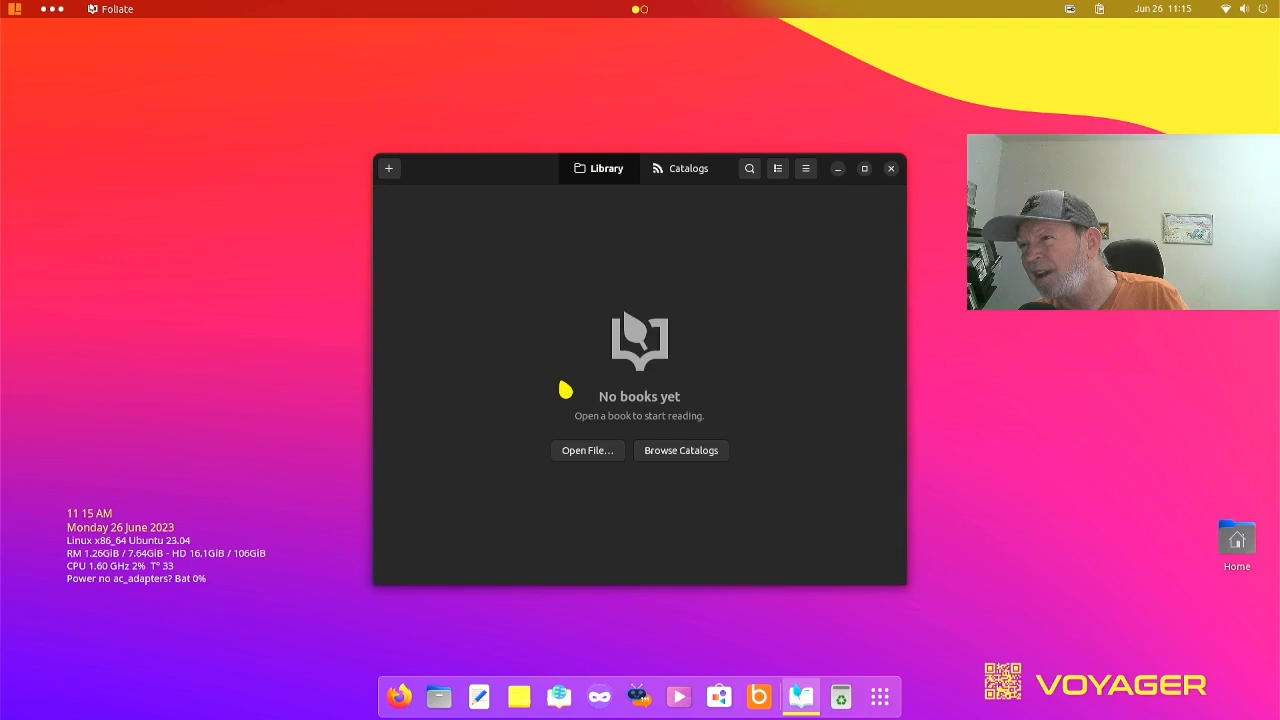 Foliate
Jun 26 11:15
Library
Catalogs
No books yet
Open a book to start reading.
Open File...
Browse Catalogs
11 15 AM
Monday 26 June 2023
Linux x86_64 Ubuntu 23.04
RM 1.26GiB / 7.64GiB - HD 16.1GiB / 106GiB
CPU 1.60 GHz 2% T° 33
Power no ac_adapters? Bat 0%
Home
VOYAGER